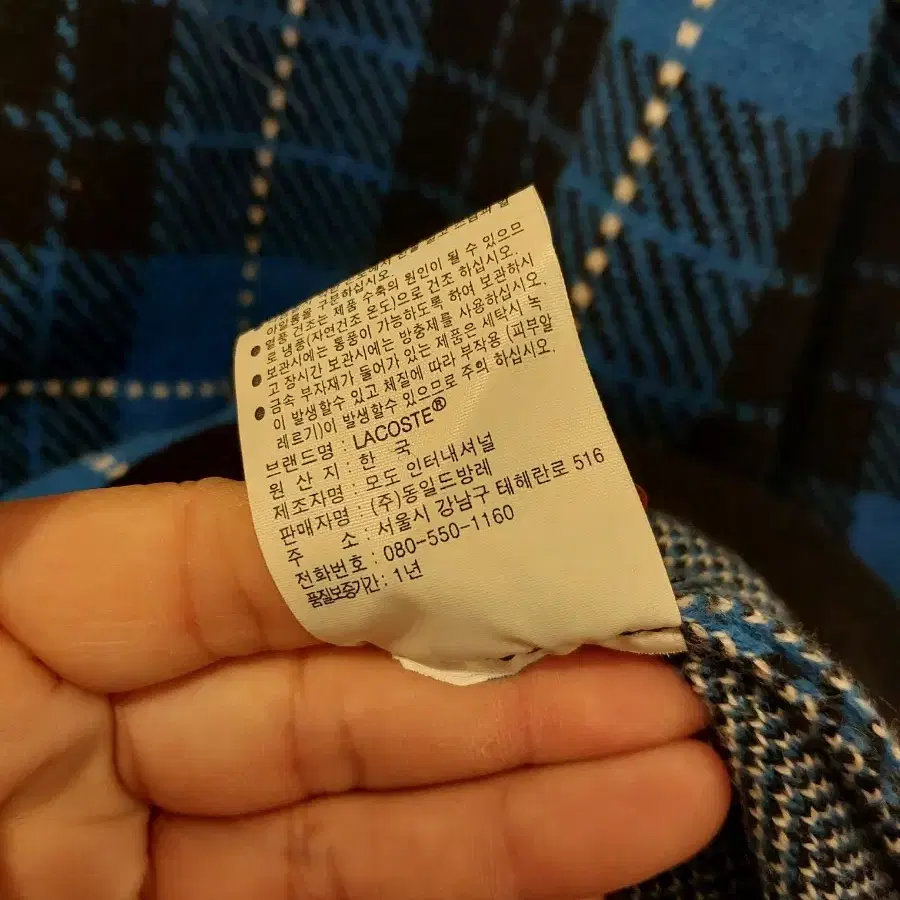 아일롱을 구분하십시오.
● 열풍 건조는 제품 수축의 원인이 될 수 있으므
로 냉풍(자연건조 온도)으로 건조 하십시오.
● 보관시에는 통풍이 가능하도록 하여 보관하시
고 장시간 보관시에는 방충제를 사용하십시오.
● 금속 부자재가 들어가 있는 제품은 세탁시 녹
이 발생할수 있고 체질에 따라 부작용 (피부알
레르기)이 발생할수 있으므로 주의 하십시오.
브랜드명 : LACOSTE®
원 산 지 : 한 국
제조자명 : 모도 인터내셔널
판매자명 : (주)동일드방레
주 소 : 서울시 강남구 테헤란로 516
전화번호 : 080-550-1160
품질보증기간 : 1년